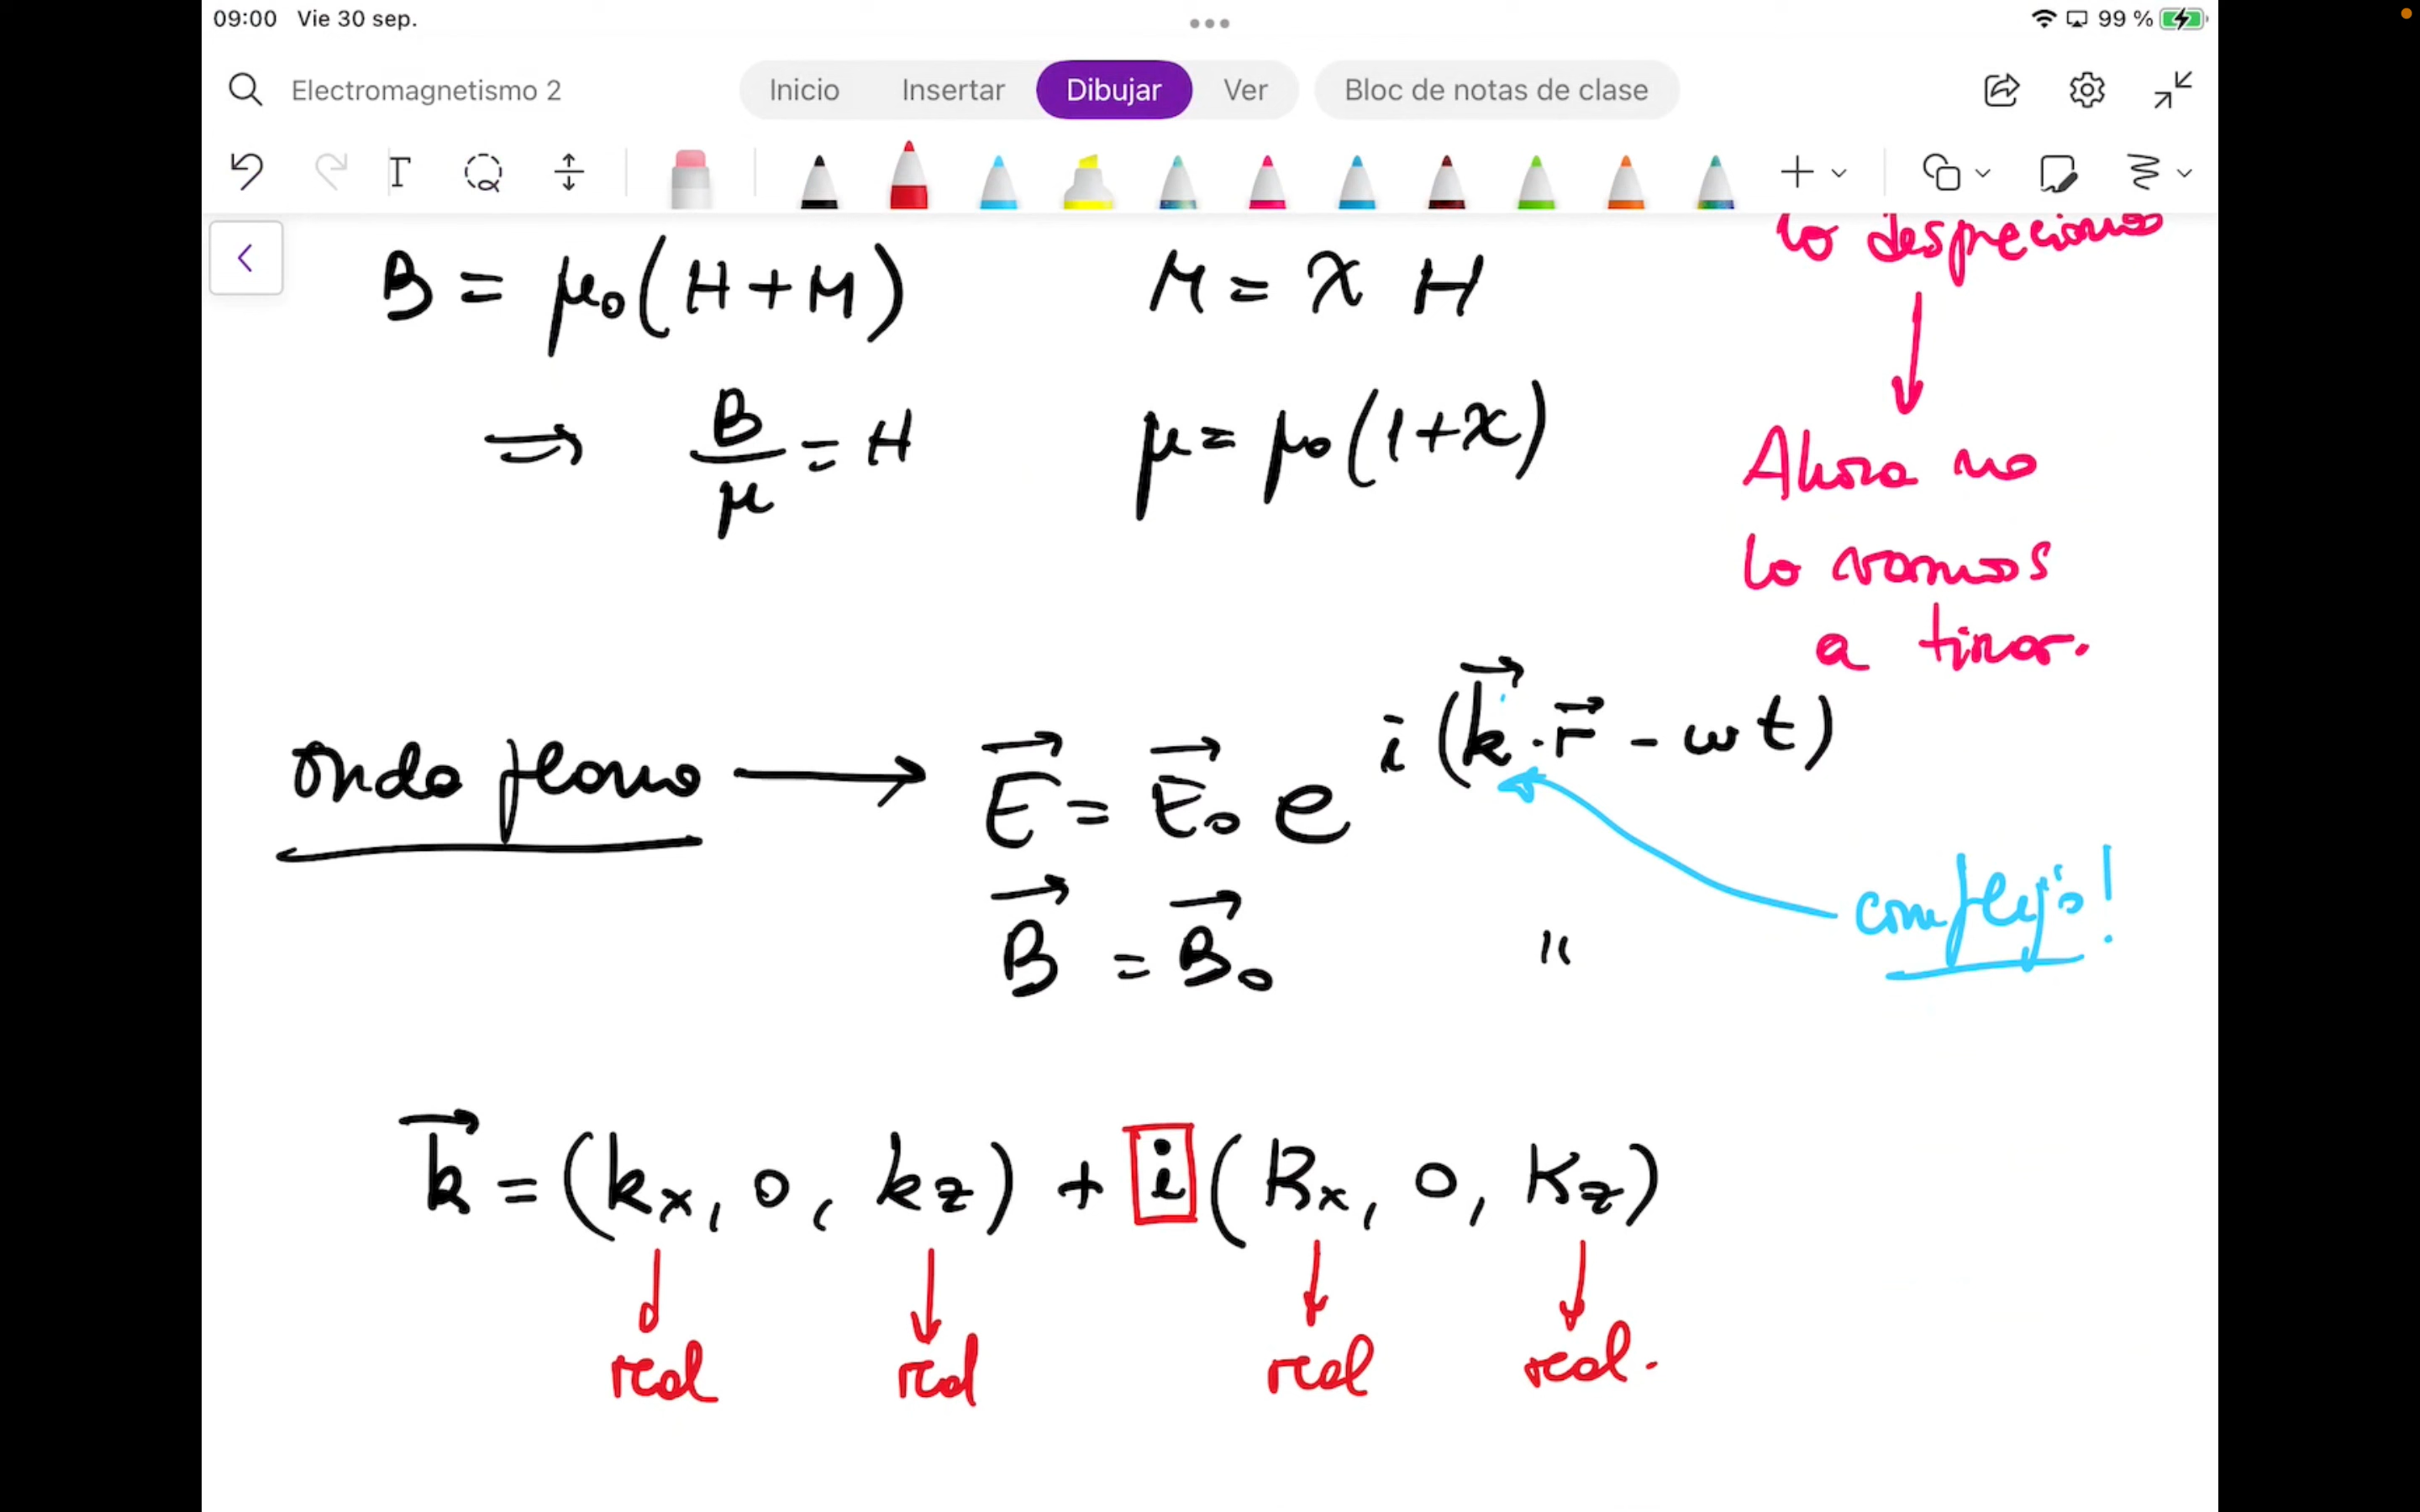 09:00 Vie 30 sep. 99 %
Electromagnetismo 2 Inicio Insertar Dibujar Ver Bloc de notas de clase
lo despreciamos
B = μ₀(H+M) M = χ H
⇒ B/μ = H μ = μ₀(1+χ)
Ahora no
lo vamos
a tirar.
Onda plana → E⃗ = E⃗₀ e^{i(k⃗·r⃗ - ωt)}
complejo!
B⃗ = B⃗₀ "
k⃗ = (kx, 0, kz) + i (Kx, 0, Kz)
real real real real.